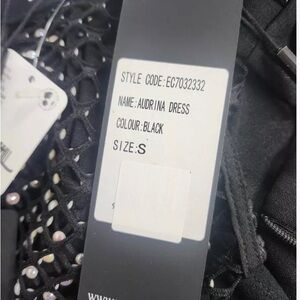 STYLE CODE:EC7032332
NAME:AUDRINA DRESS
COLOUR:BLACK
SIZE:S